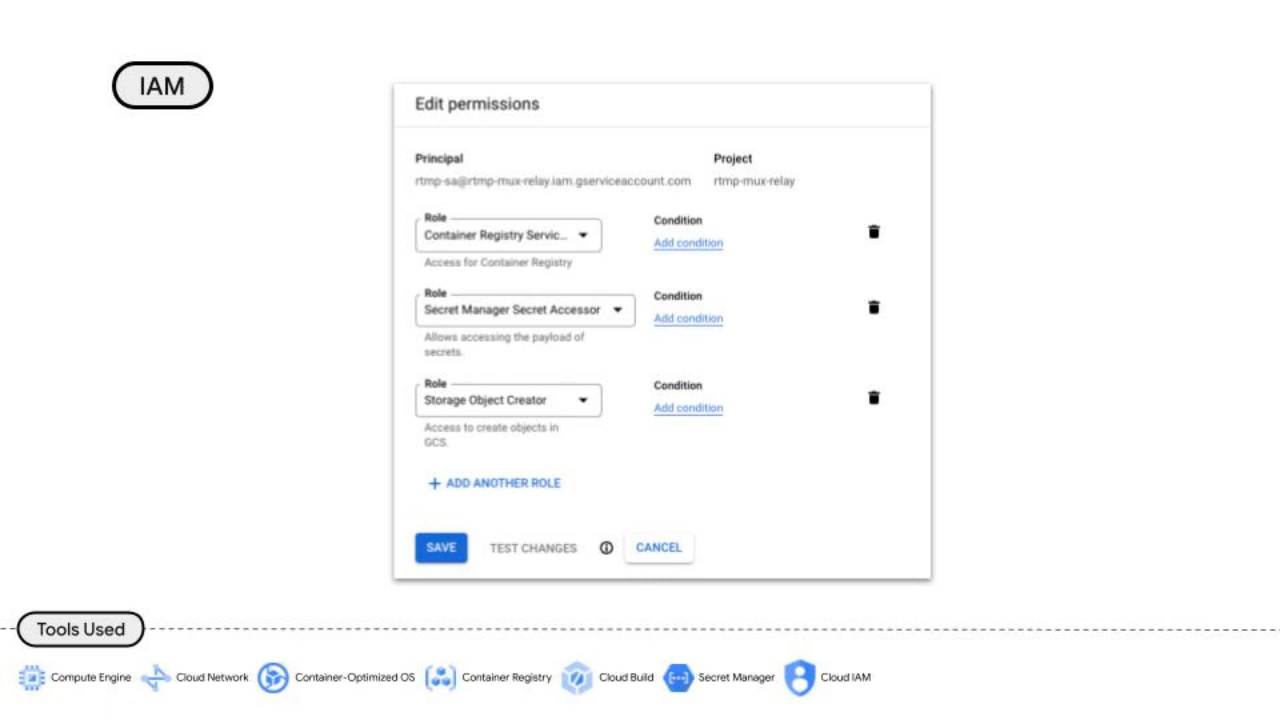 IAM
Edit permissions
Principal
Project
rtmp-sa@rtmp-mux-relay.iam.gserviceaccount.com
rtmp-mux-relay
Role
Container Registry Servic...
Access for Container Registry
Condition
Add condition
Role
Secret Manager Secret Accessor
Allows accessing the payload of
secrets.
Condition
Add condition
Role
Storage Object Creator
Access to create objects in
GCS.
Condition
Add condition
+ ADD ANOTHER ROLE
SAVE
TEST CHANGES
CANCEL
Tools Used
Compute Engine
Cloud Network
Container-Optimized OS
Container Registry
Cloud Build
Secret Manager
Cloud IAM